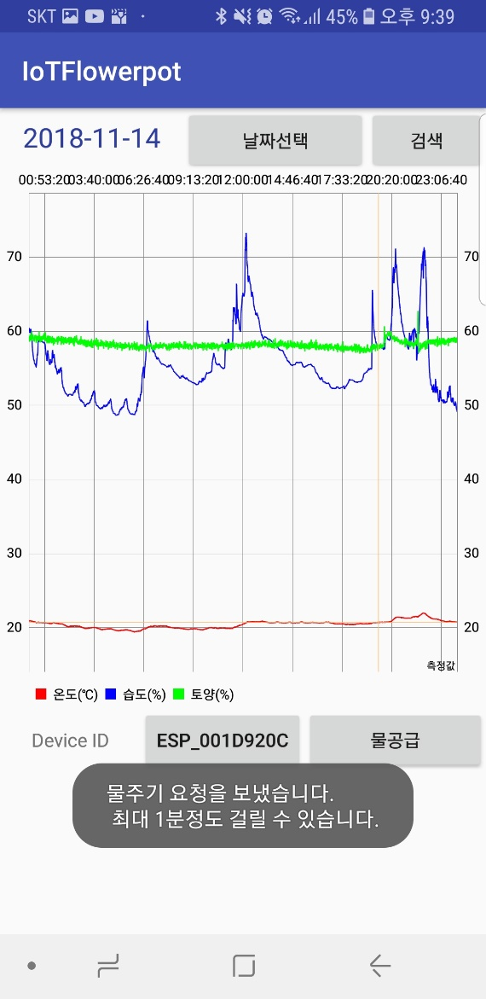 SKT 45% 오후 9:39
IoTFlowerpot
2018-11-14 날짜선택 검색
00:53:20 03:40:00 06:26:40 09:13:20 12:00:00 14:46:40 17:33:20 20:20:00 23:06:40
70 70
60 60
50 50
40 40
30 30
20 20
측정값
온도(℃) 습도(%) 토양(%)
Device ID ESP_001D920C 물공급
물주기 요청을 보냈습니다.
최대 1분정도 걸릴 수 있습니다.